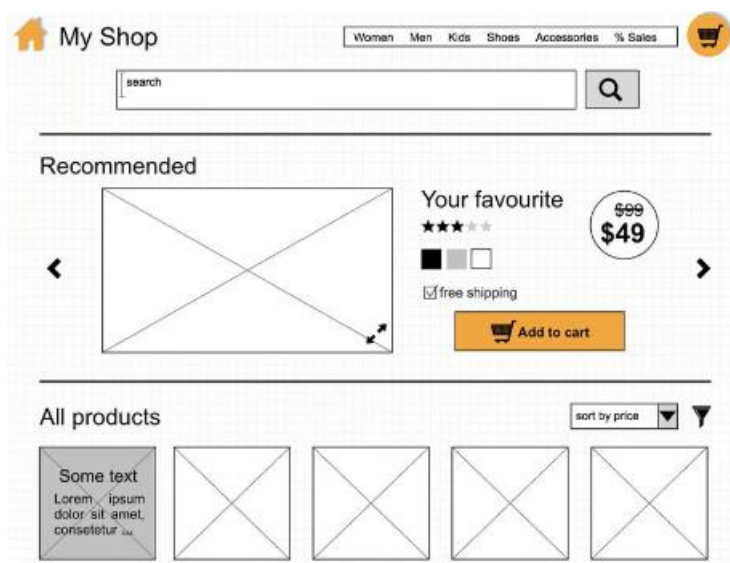 My Shop
Women Men Kids Shoes Accessories % Sales
search
Recommended
Your favourite
$99
$49
free shipping
Add to cart
All products
sort by price
Some text
Lorem ipsum
dolor sit amet,
consetetur ...